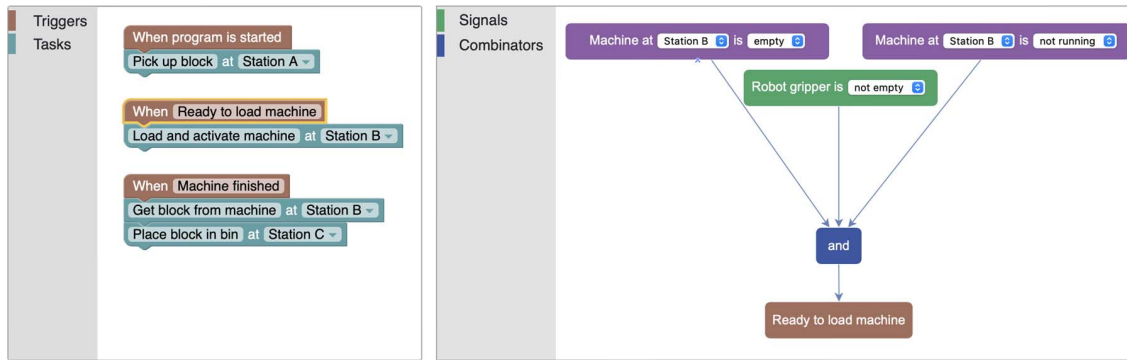 Triggers
Tasks
When program is started
Pick up block at Station A
When Ready to load machine
Load and activate machine at Station B
When Machine finished
Get block from machine at Station B
Place block in bin at Station C
Signals
Combinators
Machine at Station B is empty
Machine at Station B is not running
Robot gripper is not empty
and
Ready to load machine